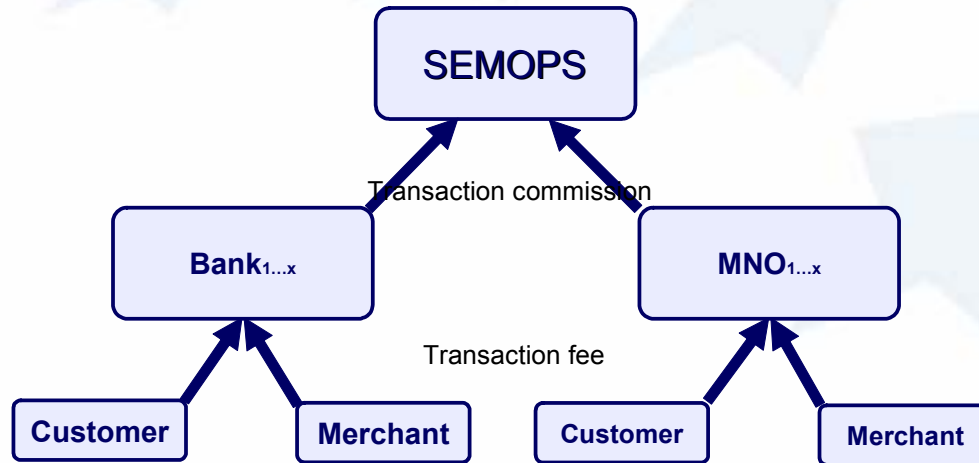 SEMOPS
Transaction commission
Bank1...x
MNO1...x
Transaction fee
Customer
Merchant
Customer
Merchant